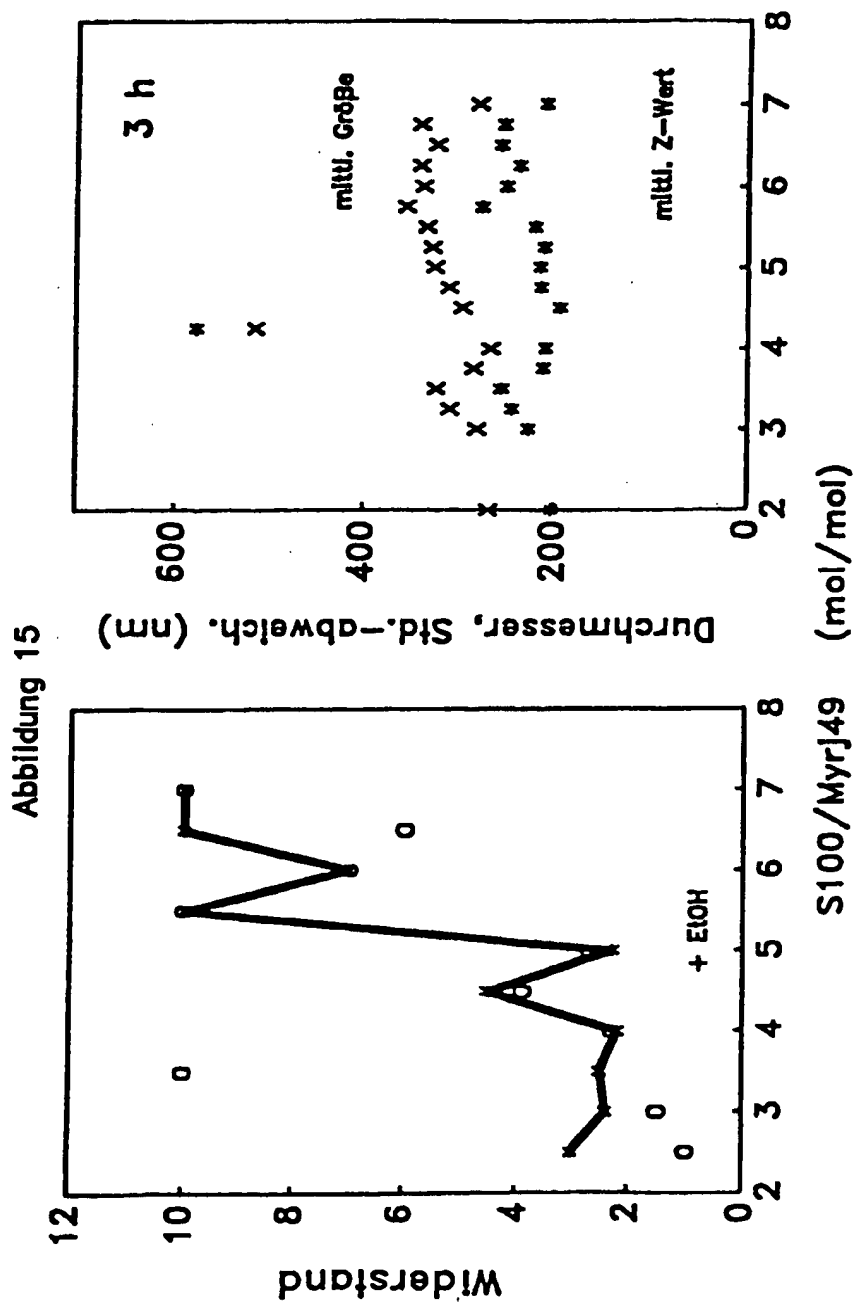 Abbildung 15
Widerstand
12
10
8
6
4
2
0
+ EtOH
2 3 4 5 6 7 8
Durchmesser, Std.-abweich. (nm)
600
400
200
0
3 h
mittl. Größe
mittl. Z-Wert
2 3 4 5 6 7 8
S100/Myrj49 (mol/mol)